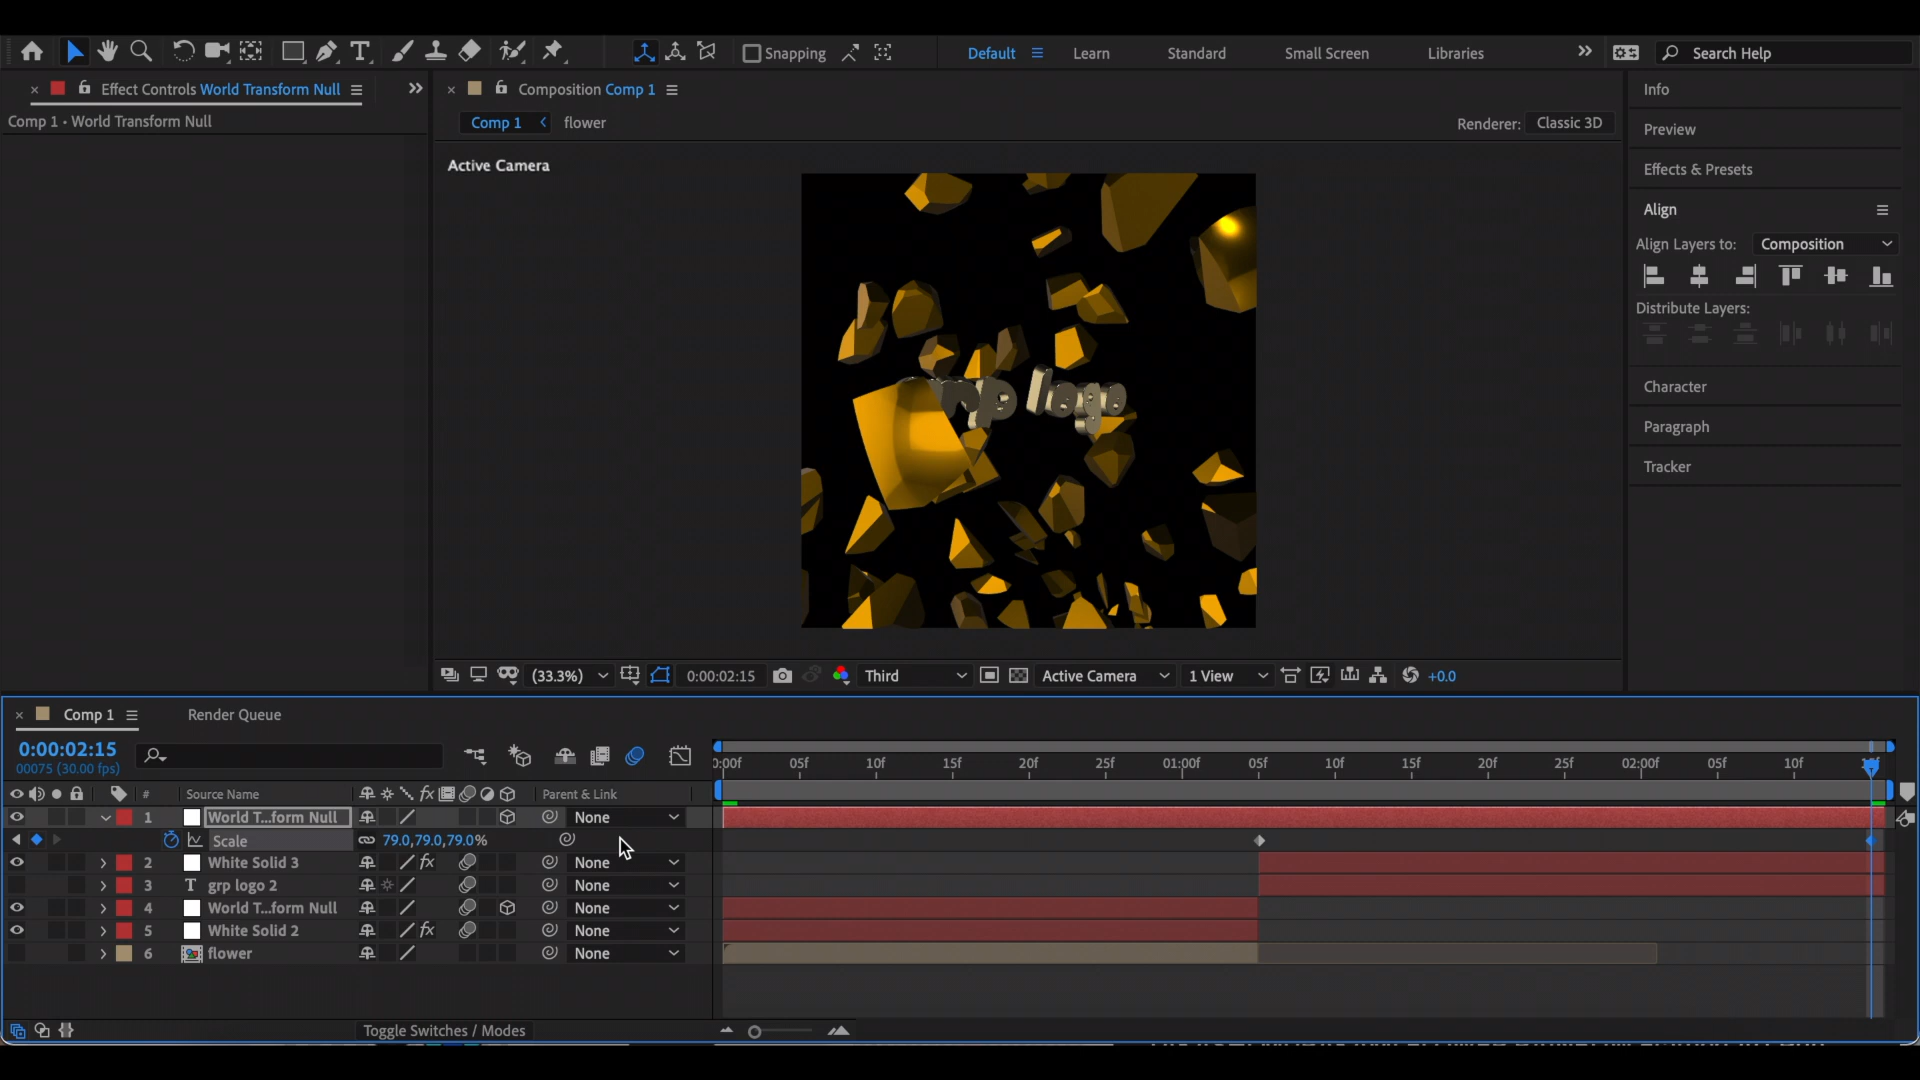 Snapping
Default
Learn
Standard
Small Screen
Libraries
Search Help
Effect Controls World Transform Null
Composition Comp 1
Info
Comp 1 • World Transform Null
Comp 1
flower
Renderer: Classic 3D
Preview
Active Camera
Effects & Presets
Align
Align Layers to: Composition
Distribute Layers:
Character
logo
Paragraph
Tracker
(33.3%)
0:00:02:15
Third
Active Camera
1 View
+0.0
Comp 1
Render Queue
0:00:02:15
00075 (30.00 fps)
0:00f 05f 10f 15f 20f 25f 01:00f 05f 10f 15f 20f 25f 02:00f 05f 10f
# Source Name fx Parent & Link
1 World T...form Null None
Scale 79.0,79.0,79.0%
2 White Solid 3 fx None
3 T grp logo 2 None
4 World T...form Null None
5 White Solid 2 fx None
6 flower None
Toggle Switches / Modes